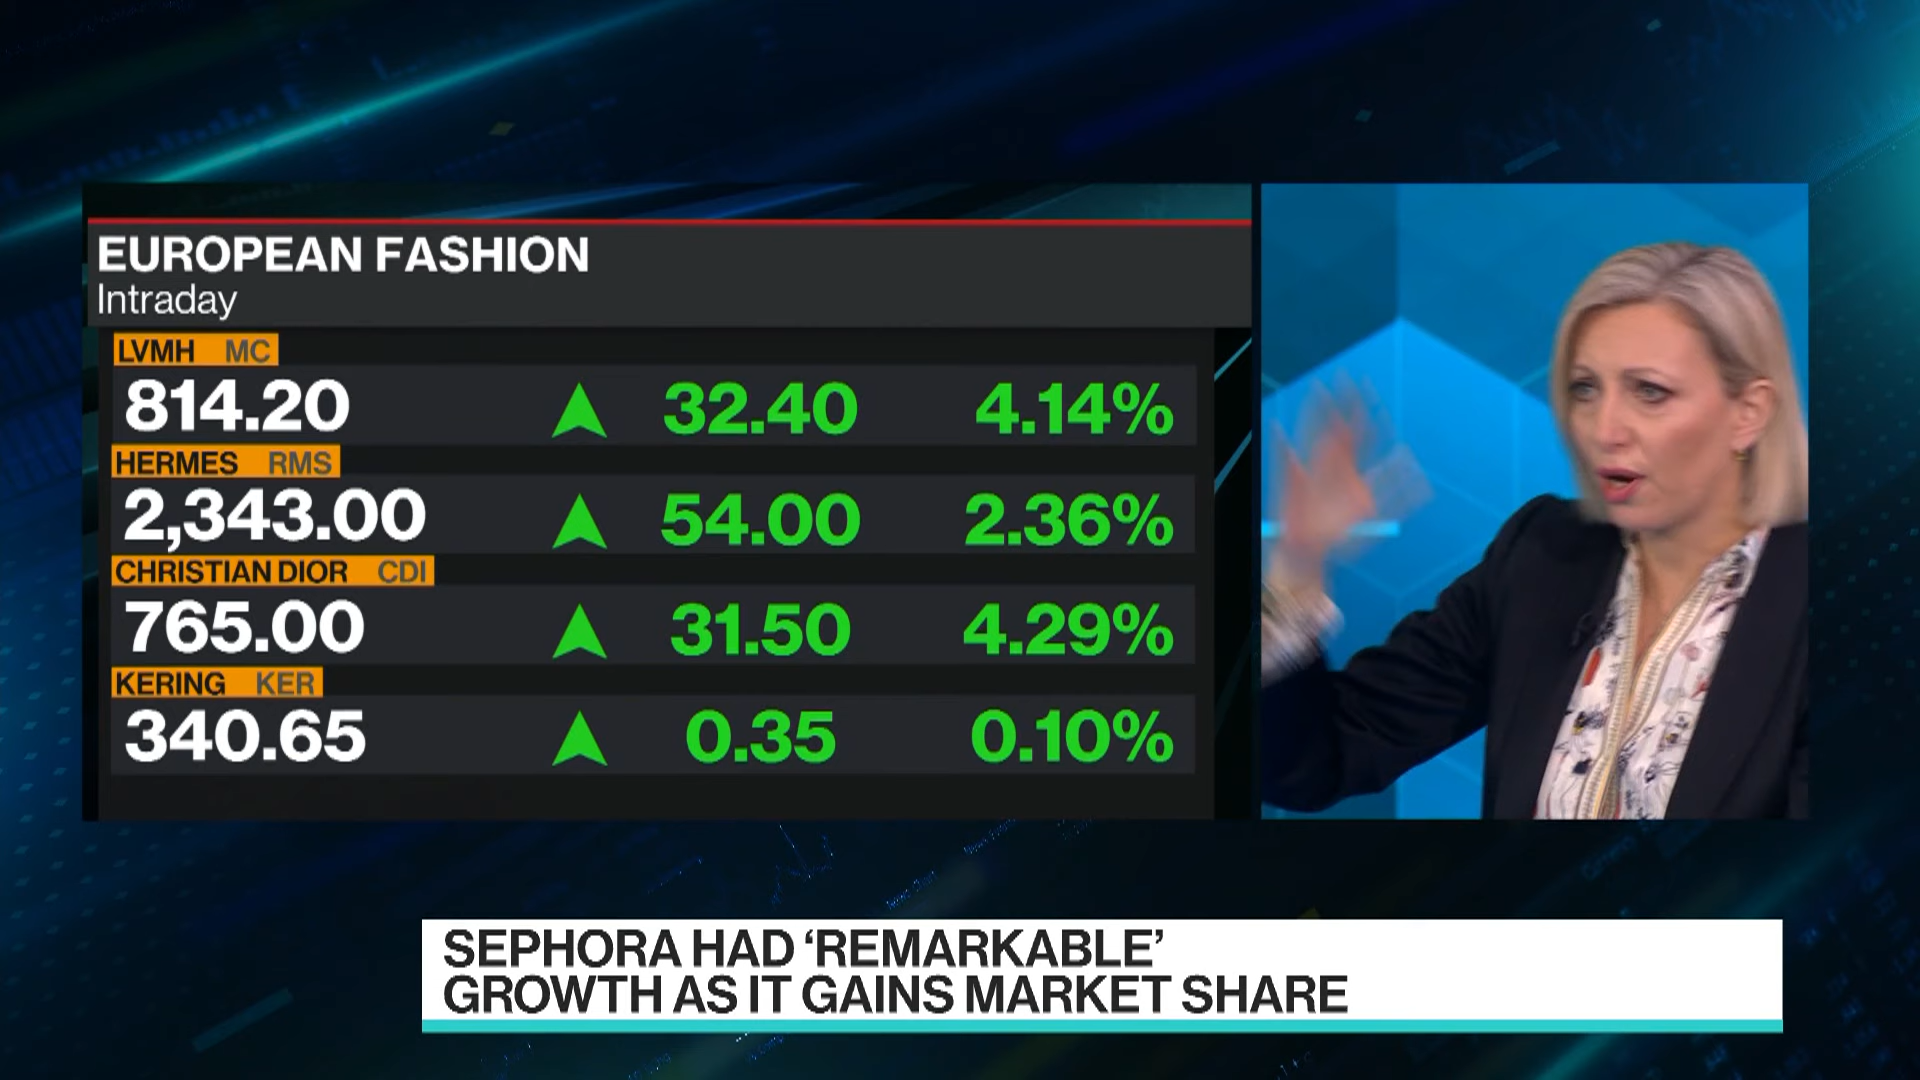 EUROPEAN FASHION
Intraday
LVMH MC
814.20 ▲ 32.40 4.14%
HERMES RMS
2,343.00 ▲ 54.00 2.36%
CHRISTIAN DIOR CDI
765.00 ▲ 31.50 4.29%
KERING KER
340.65 ▲ 0.35 0.10%
SEPHORA HAD ‘REMARKABLE’
GROWTH AS IT GAINS MARKET SHARE